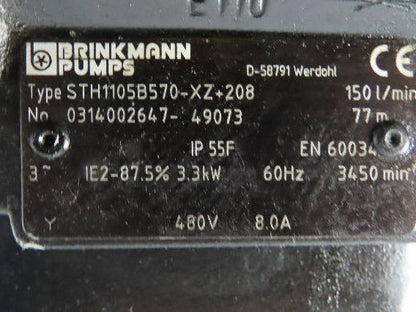 BRINKMANN
PUMPS
D-58791 Werdohl CE
Type STH1105B570-XZ+208 150 l/min
No 0314002647- 49073 77 m
IP 55F EN 60034
3~ IE2-87.5% 3.3kW 60Hz 3450 min
Y 480V 8.0A